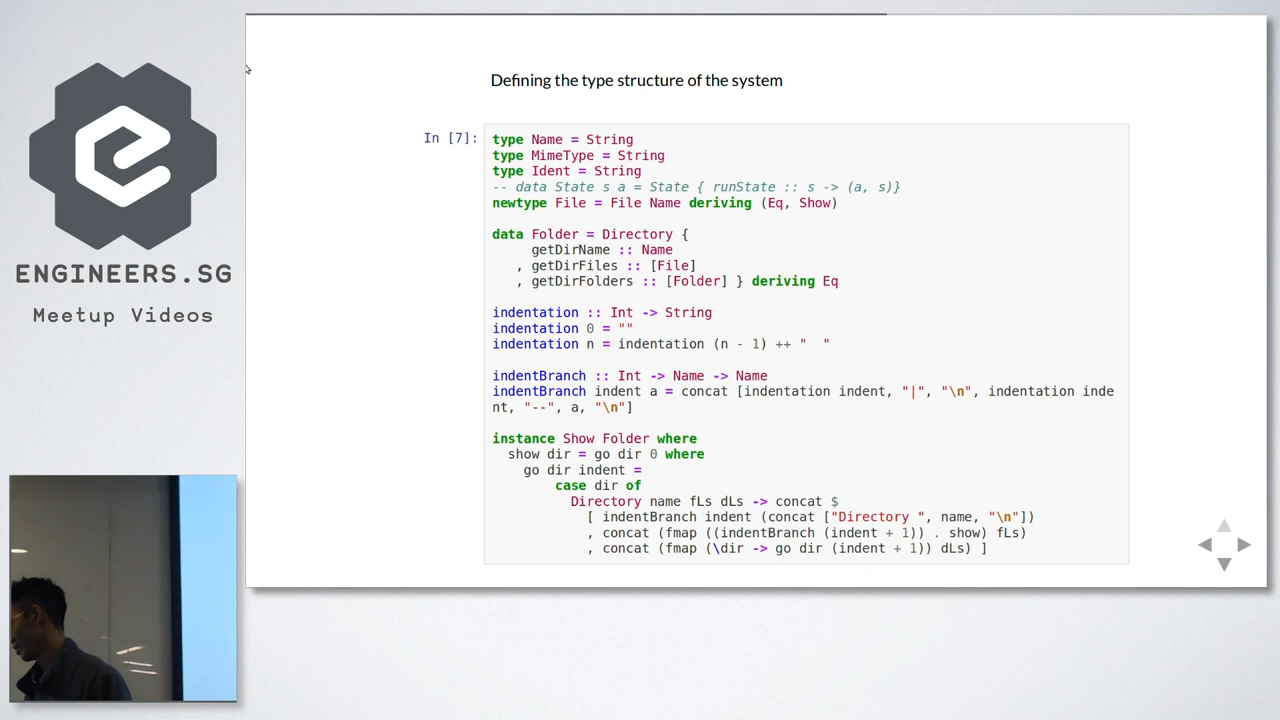 ENGINEERS.SG
Meetup Videos
Defining the type structure of the system
In [7]:
type Name = String
type MimeType = String
type Ident = String
-- data State s a = State { runState :: s -> (a, s)}
newtype File = File Name deriving (Eq, Show)
data Folder = Directory {
getDirName :: Name
, getDirFiles :: [File]
, getDirFolders :: [Folder] } deriving Eq
indentation :: Int -> String
indentation 0 = ""
indentation n = indentation (n - 1) ++ "  "
indentBranch :: Int -> Name -> Name
indentBranch indent a = concat [indentation indent, "|", "\n", indentation inde
nt, "--", a, "\n"]
instance Show Folder where
show dir = go dir 0 where
go dir indent =
case dir of
Directory name fLs dLs -> concat $
[ indentBranch indent (concat ["Directory ", name, "\n"])
, concat (fmap ((indentBranch (indent + 1)) . show) fLs)
, concat (fmap (\dir -> go dir (indent + 1)) dLs) ]